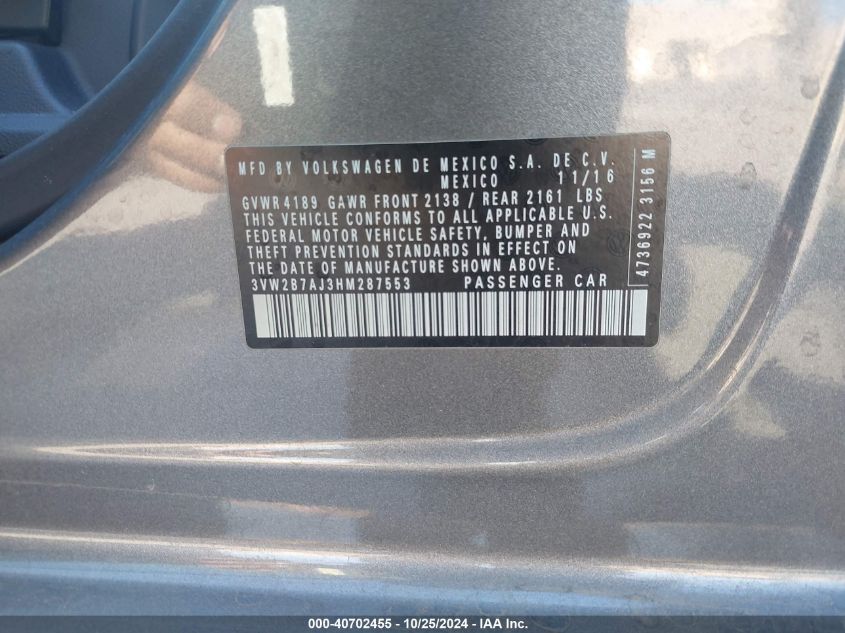 MFD BY VOLKSWAGEN DE MEXICO S.A. DE C.V.
MEXICO 11/16
GVWR 4189 GAWR FRONT 2138 / REAR 2161 LBS
THIS VEHICLE CONFORMS TO ALL APPLICABLE U.S.
FEDERAL MOTOR VEHICLE SAFETY, BUMPER AND
THEFT PREVENTION STANDARDS IN EFFECT ON
THE DATE OF MANUFACTURE SHOWN ABOVE.
3VW2B7AJ3HM287553 PASSENGER CAR
4736922 3156 M
000-40702455 - 10/25/2024 - IAA Inc.